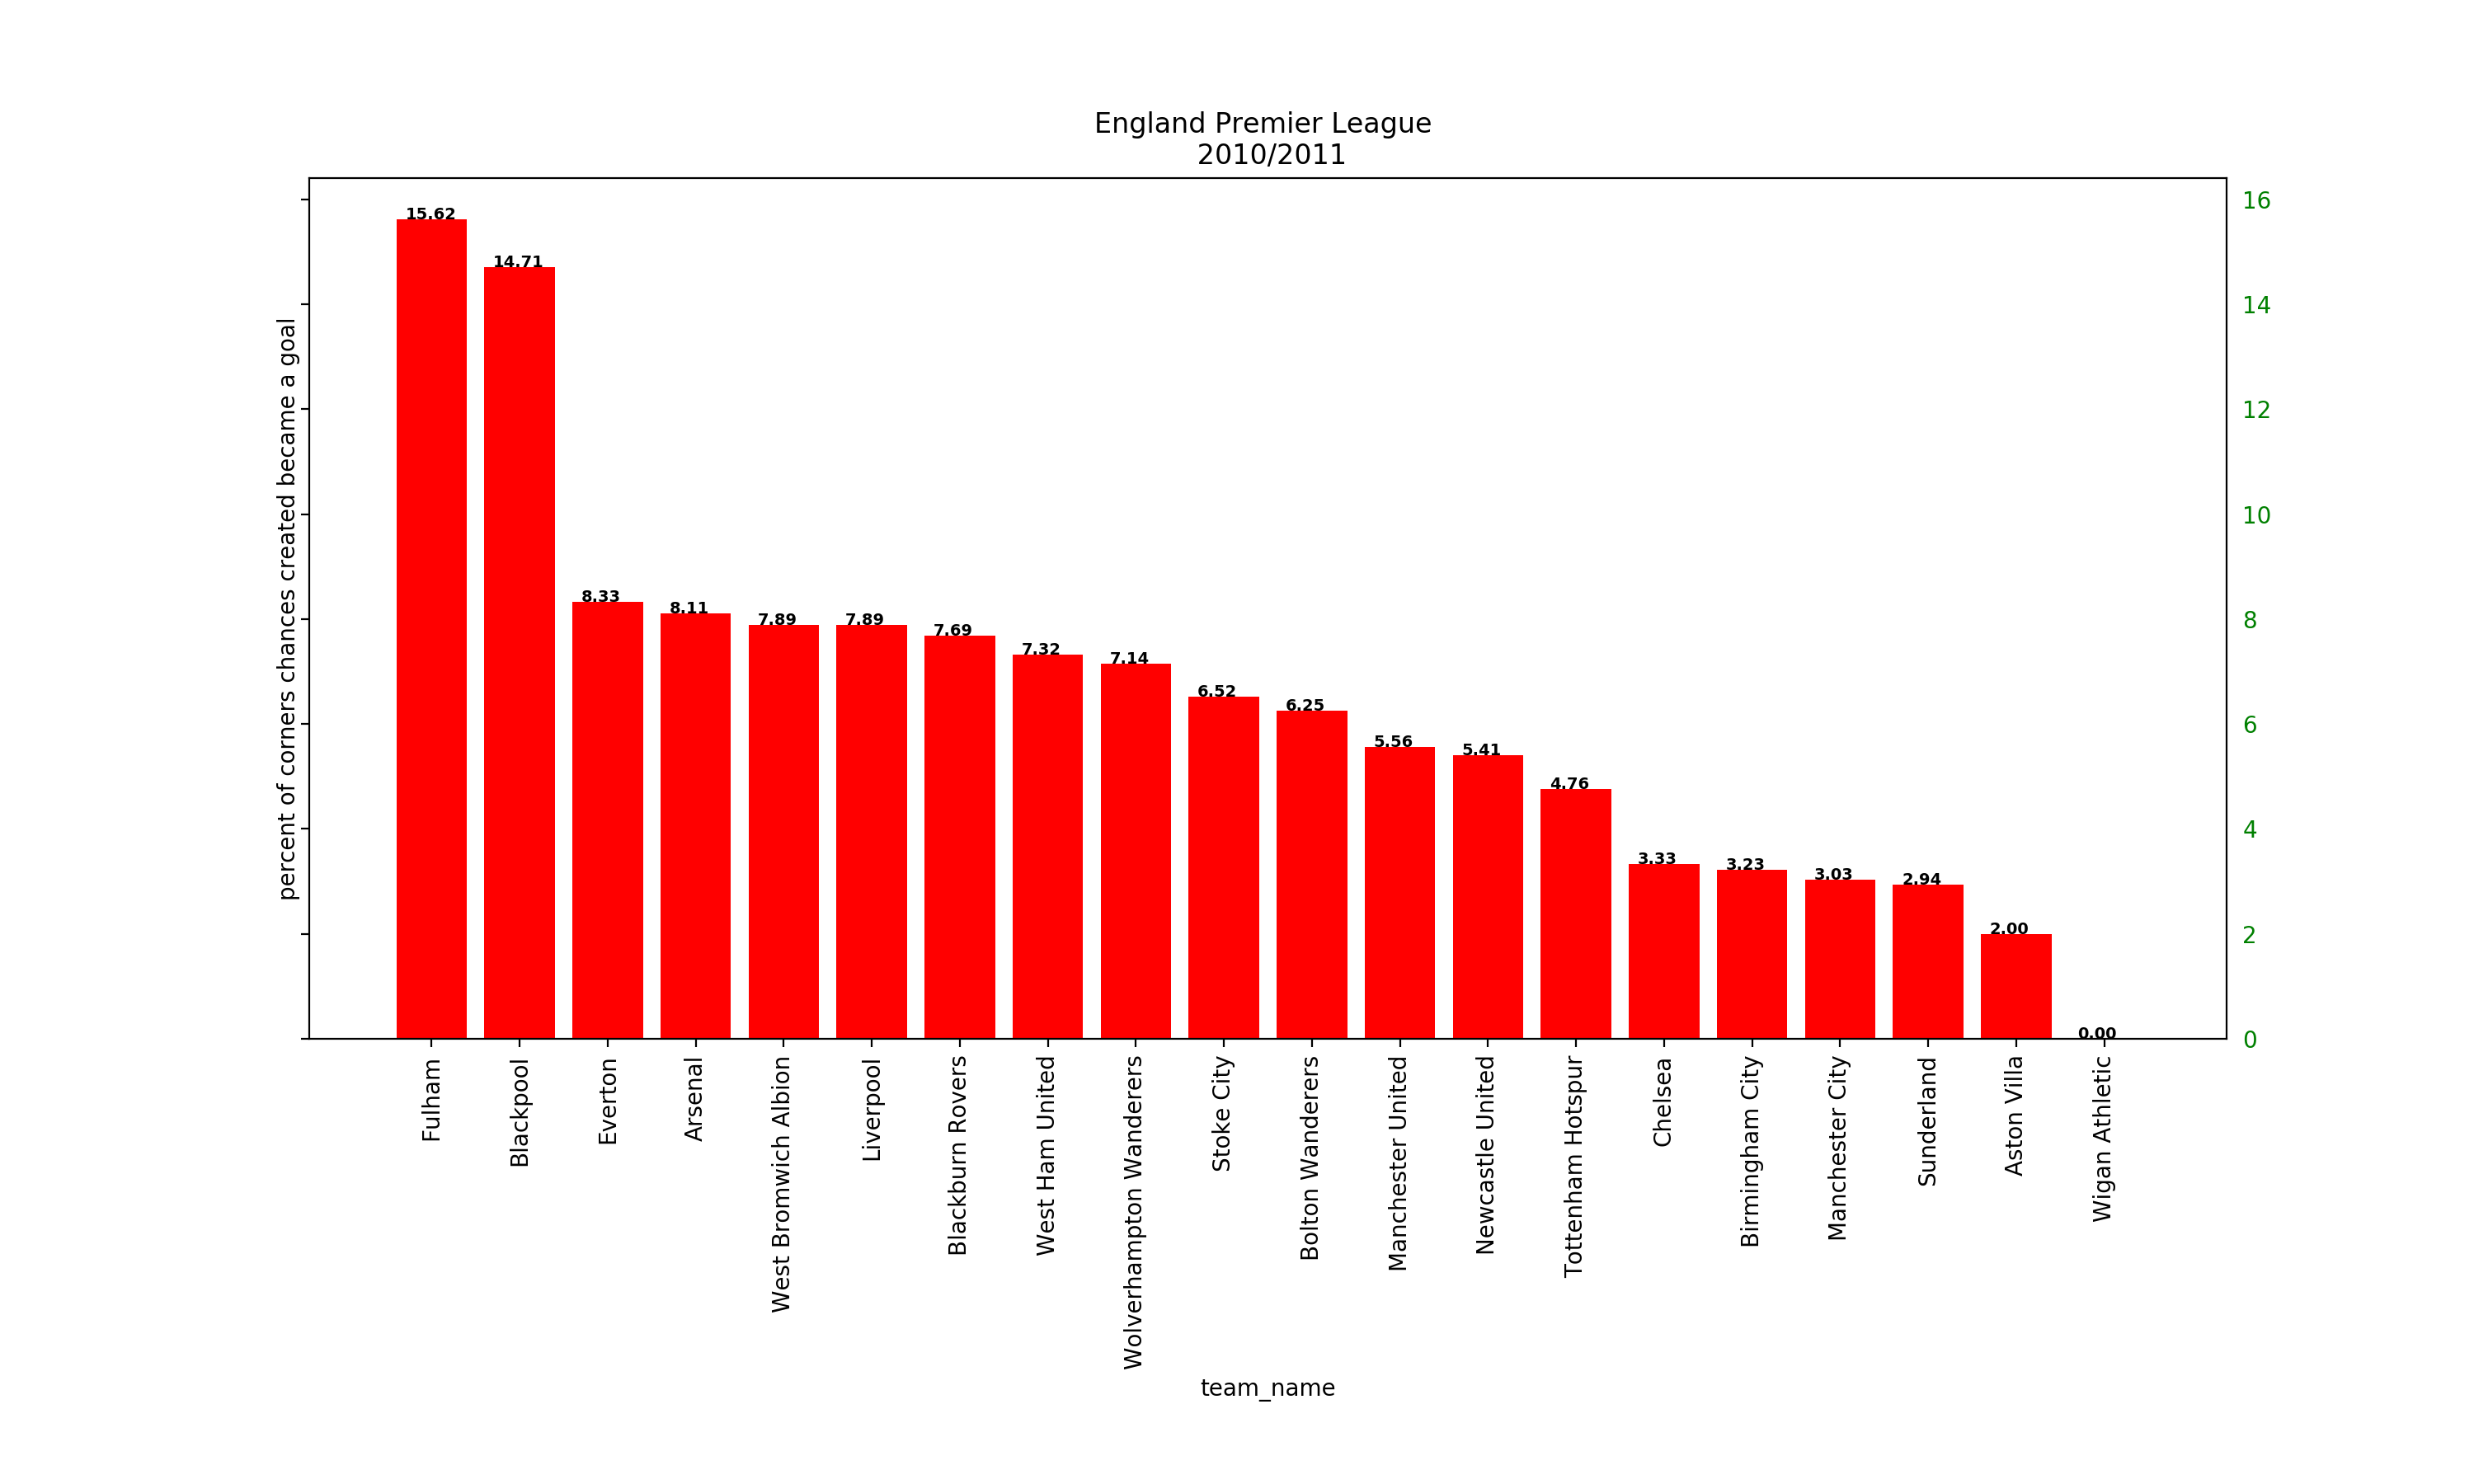 England Premier League
2010/2011
percent of corners chances created became a goal
16
14
12
10
8
6
4
2
0
15.62
14.71
8.33
8.11
7.89
7.89
7.69
7.32
7.14
6.52
6.25
5.56
5.41
4.76
3.33
3.23
3.03
2.94
2.00
0.00
Fulham
Blackpool
Everton
Arsenal
West Bromwich Albion
Liverpool
Blackburn Rovers
West Ham United
Wolverhampton Wanderers
Stoke City
Bolton Wanderers
Manchester United
Newcastle United
Tottenham Hotspur
Chelsea
Birmingham City
Manchester City
Sunderland
Aston Villa
Wigan Athletic
team_name